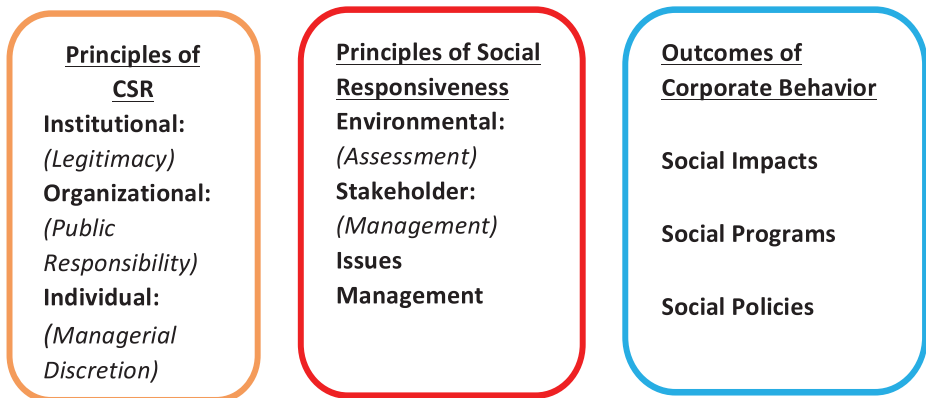 Principles of
CSR
Institutional:
(Legitimacy)
Organizational:
(Public
Responsibility)
Individual:
(Managerial
Discretion)
Principles of Social
Responsiveness
Environmental:
(Assessment)
Stakeholder:
(Management)
Issues
Management
Outcomes of
Corporate Behavior
Social Impacts
Social Programs
Social Policies